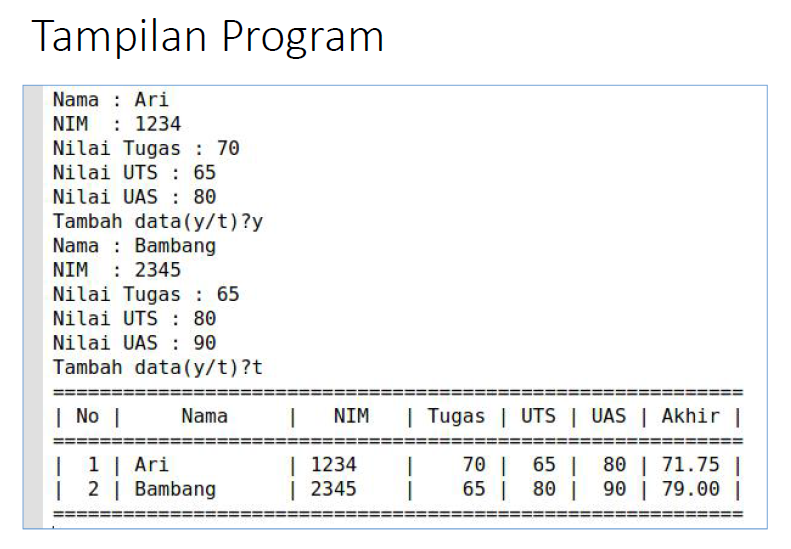 Tampilan Program
Nama : Ari
NIM  : 1234
Nilai Tugas : 70
Nilai UTS : 65
Nilai UAS : 80
Tambah data(y/t)?y
Nama : Bambang
NIM  : 2345
Nilai Tugas : 65
Nilai UTS : 80
Nilai UAS : 90
Tambah data(y/t)?t
===========================================================
| No |     Nama     |   NIM   | Tugas | UTS | UAS | Akhir |
===========================================================
|  1 | Ari          | 1234    |    70 |  65 |  80 | 71.75 |
|  2 | Bambang      | 2345    |    65 |  80 |  90 | 79.00 |
===========================================================